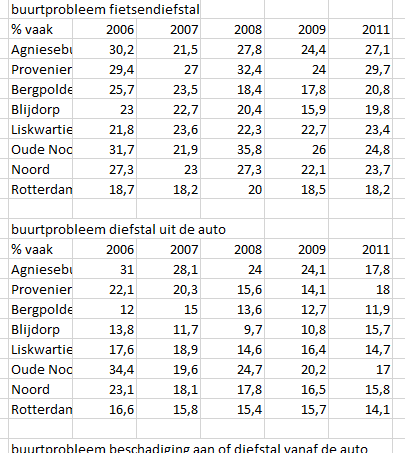 buurtprobleem fietsendiefstal
% vaak 2006 2007 2008 2009 2011
Agniesebu 30,2 21,5 27,8 24,4 27,1
Provenier 29,4 27 32,4 24 29,7
Bergpolde 25,7 23,5 18,4 17,8 20,8
Blijdorp 23 22,7 20,4 15,9 19,8
Liskwartie 21,8 23,6 22,3 22,7 23,4
Oude Noo 31,7 21,9 35,8 26 24,8
Noord 27,3 23 27,3 22,1 23,7
Rotterdam 18,7 18,2 20 18,5 18,2
buurtprobleem diefstal uit de auto
% vaak 2006 2007 2008 2009 2011
Agniesebu 31 28,1 24 24,1 17,8
Provenier 22,1 20,3 15,6 14,1 18
Bergpolde 12 15 13,6 12,7 11,9
Blijdorp 13,8 11,7 9,7 10,8 15,7
Liskwartie 17,6 18,9 14,6 16,4 14,7
Oude Noo 34,4 19,6 24,7 20,2 17
Noord 23,1 18,1 17,8 16,5 15,8
Rotterdam 16,6 15,8 15,4 15,7 14,1
buurtprobleem beschadiging aan of diefstal vanaf de auto